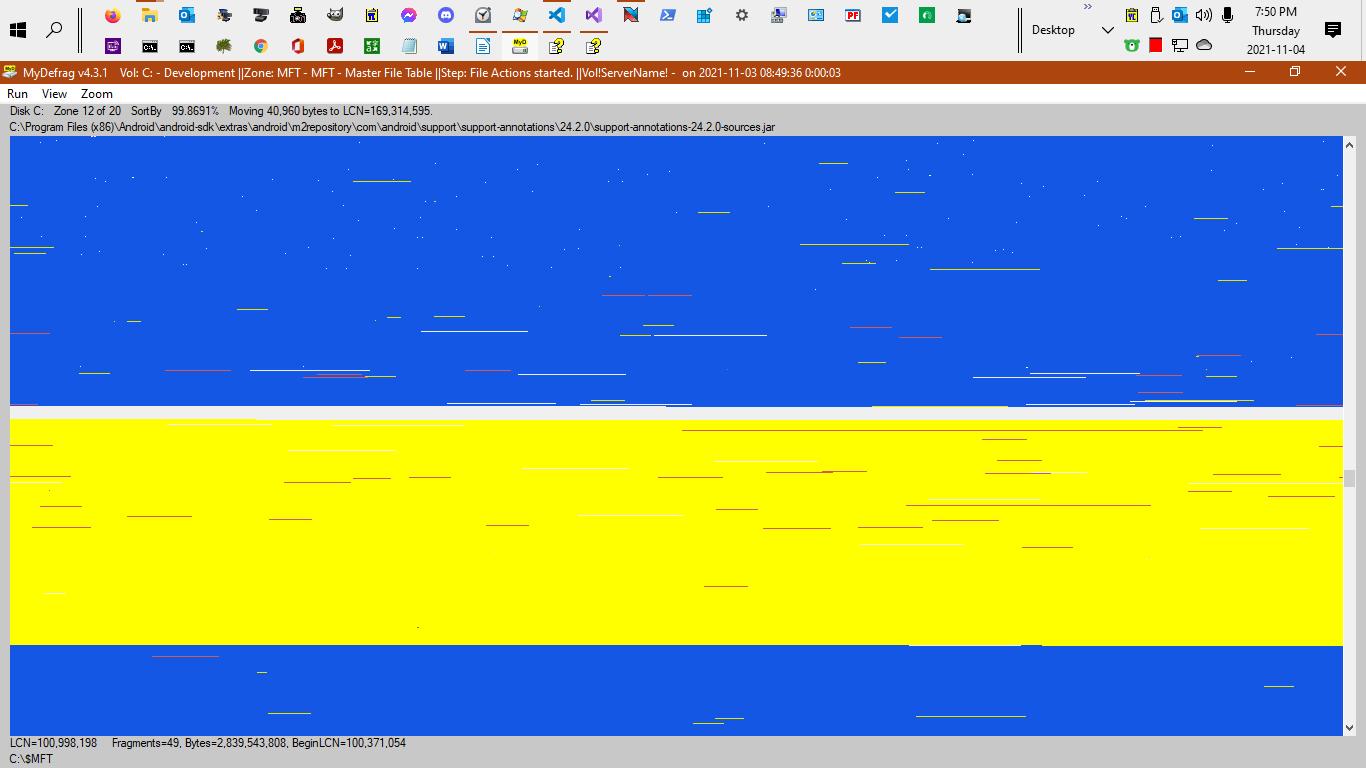 7:50 PM
Desktop
Thursday
2021-11-04
MyDefrag v4.3.1 Vol: C: - Development ||Zone: MFT - MFT - Master File Table ||Step: File Actions started. ||Vol!ServerName! - on 2021-11-03 08:49:36 0:00:03
Run View Zoom
Disk C: Zone 12 of 20 SortBy 99.8691% Moving 40,960 bytes to LCN=169,314,595.
C:\Program Files (x86)\Android\android-sdk\extras\android\m2repository\com\android\support\support-annotations\24.2.0\support-annotations-24.2.0-sources.jar
LCN=100,998,198 Fragments=49, Bytes=2,839,543,808, BeginLCN=100,371,054
C:\$MFT